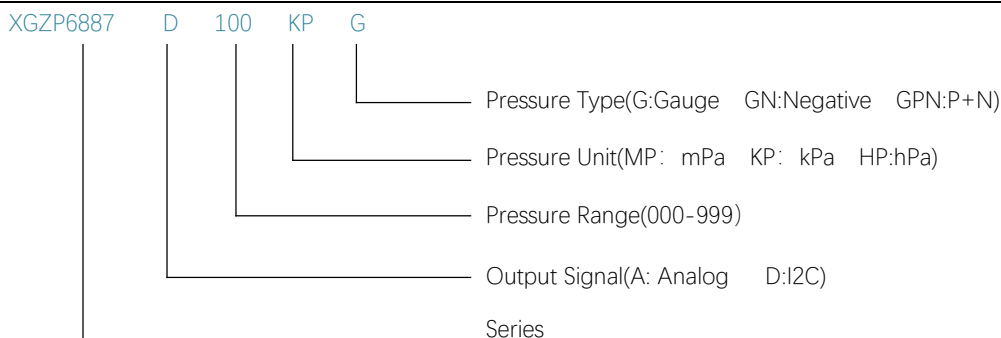 XGZP6887 D 100 KP G
Pressure Type(G:Gauge GN:Negative GPN:P+N)
Pressure Unit(MP：mPa KP：kPa HP:hPa)
Pressure Range(000-999）
Output Signal(A: Analog D:I2C)
Series